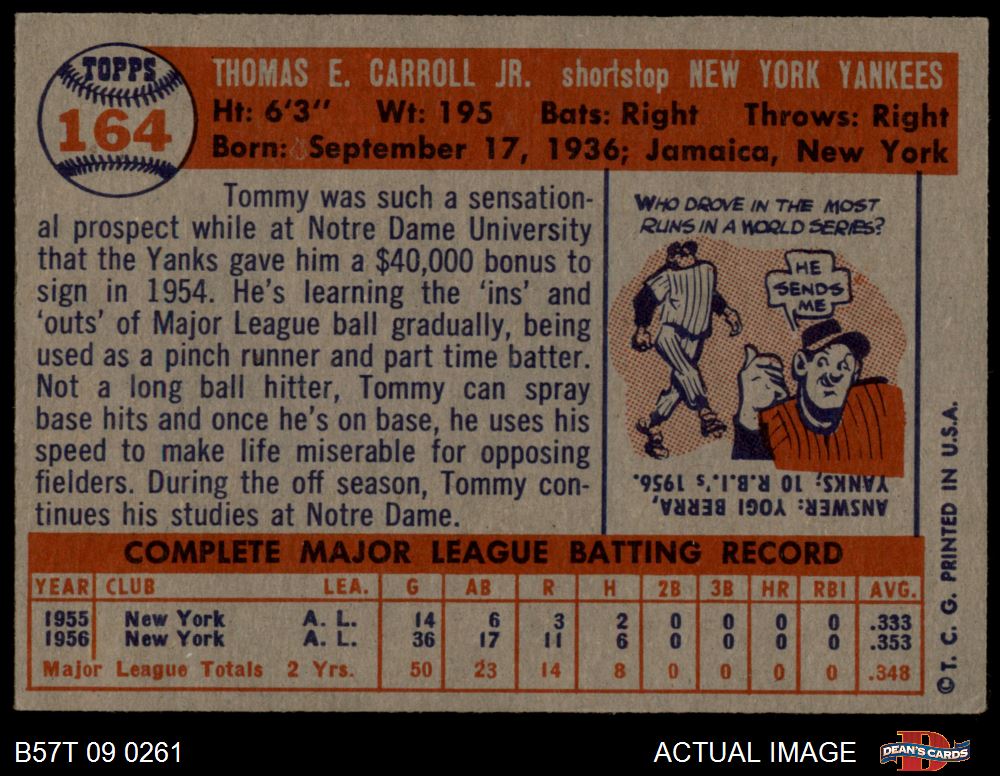 TOPPS
164
THOMAS E. CARROLL JR. shortstop NEW YORK YANKEES
Ht: 6'3" Wt: 195 Bats: Right Throws: Right
Born: September 17, 1936; Jamaica, New York
Tommy was such a sensation-
al prospect while at Notre Dame University
that the Yanks gave him a $40,000 bonus to
sign in 1954. He's learning the 'ins' and
'outs' of Major League ball gradually, being
used as a pinch runner and part time batter.
Not a long ball hitter, Tommy can spray
base hits and once he's on base, he uses his
speed to make life miserable for opposing
fielders. During the off season, Tommy con-
tinues his studies at Notre Dame.
WHO DROVE IN THE MOST
RUNS IN A WORLD SERIES?
HE
SENDS
ME
ANSWER: YOGI BERRA,
YANKS; 10 R.B.I.'s 1956.
COMPLETE MAJOR LEAGUE BATTING RECORD
YEAR CLUB LEA. G AB R H 2B 3B HR RBI AVG.
1955 New York A. L. 14 6 3 2 0 0 0 0 .333
1956 New York A. L. 36 17 11 6 0 0 0 0 .353
Major League Totals 2 Yrs. 50 23 14 8 0 0 0 0 .348
© T. C. G. PRINTED IN U.S.A.
B57T 09 0261
ACTUAL IMAGE
DEAN'S CARDS